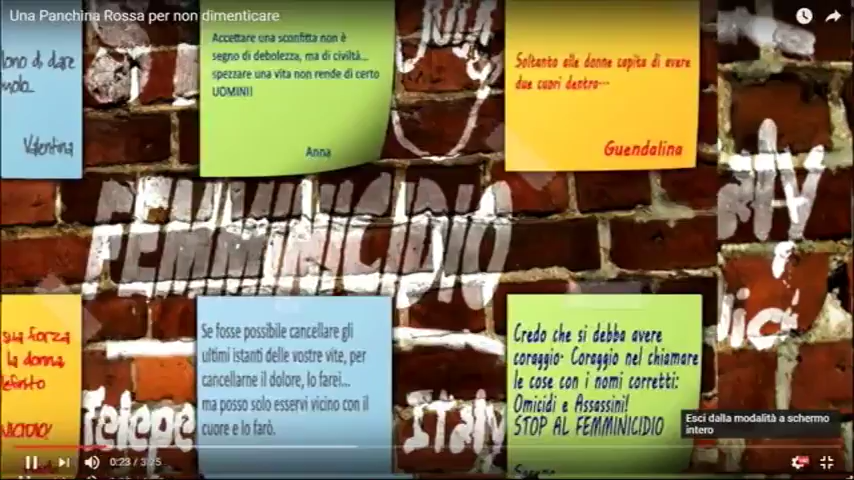 Una Panchina Rossa per non dimenticare
Accettare una sconfitta non è
segno di debolezza, ma di civiltà...
spezzare una vita non rende di certo
UOMINI!
Anna
Soltanto alle donne capita di avere
due cuori dentro...
Guendalina
dare
Valentina
FEMMINICIDIO
sua forza
la donna
Se fosse possibile cancellare gli
ultimi istanti delle vostre vite, per
cancellarne il dolore, lo farei...
ma posso solo esservi vicino con il
cuore e lo farò.
Credo che si debba avere
coraggio- Coraggio nel chiamare
le cose con i nomi corretti:
Omicidi e Assassini!
STOP AL FEMMINICIDIO
Italy
Esci dalla modalità a schermo
intero
0:23 / 3:25